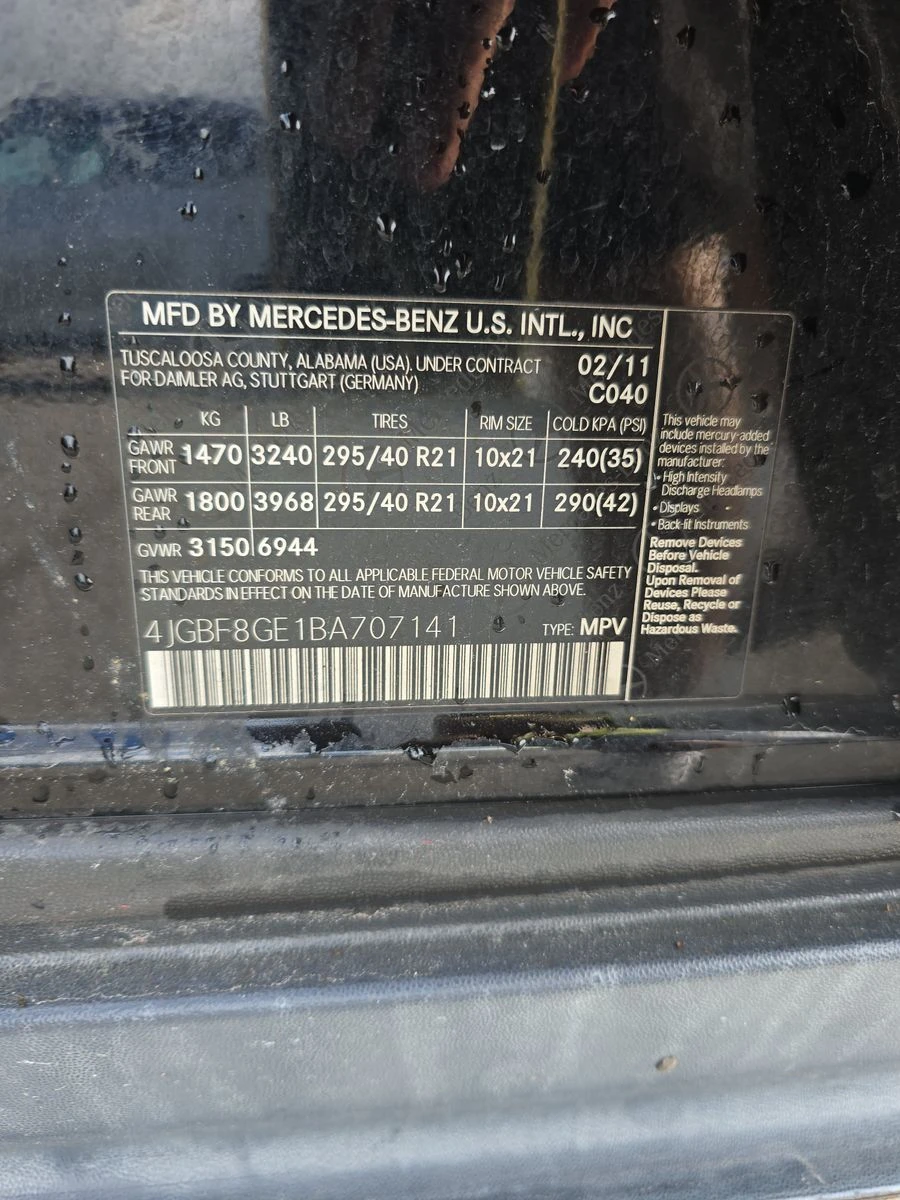 MFD BY MERCEDES-BENZ U.S. INTL., INC
TUSCALOOSA COUNTY, ALABAMA (USA). UNDER CONTRACT
FOR DAIMLER AG, STUTTGART (GERMANY)
02/11
C040
KG LB TIRES RIM SIZE COLD KPA (PSI)
GAWR FRONT 1470 3240 295/40 R21 10x21 240(35)
GAWR REAR 1800 3968 295/40 R21 10x21 290(42)
GVWR 3150 6944
THIS VEHICLE CONFORMS TO ALL APPLICABLE FEDERAL MOTOR VEHICLE SAFETY
STANDARDS IN EFFECT ON THE DATE OF MANUFACTURE SHOWN ABOVE.
4JGBF8GE1BA707141 TYPE: MPV
This vehicle may
include mercury-added
devices installed by the
manufacturer:
• High Intensity
Discharge Headlamps
• Displays
• Back-lit Instruments
Remove Devices
Before Vehicle
Disposal.
Upon Removal of
Devices Please
Reuse, Recycle or
Dispose as
Hazardous Waste.